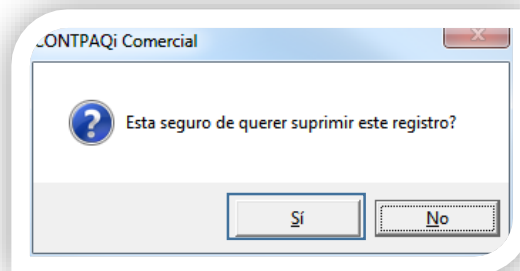 CONTPAQi Comercial
Esta seguro de querer suprimir este registro?
Sí
No